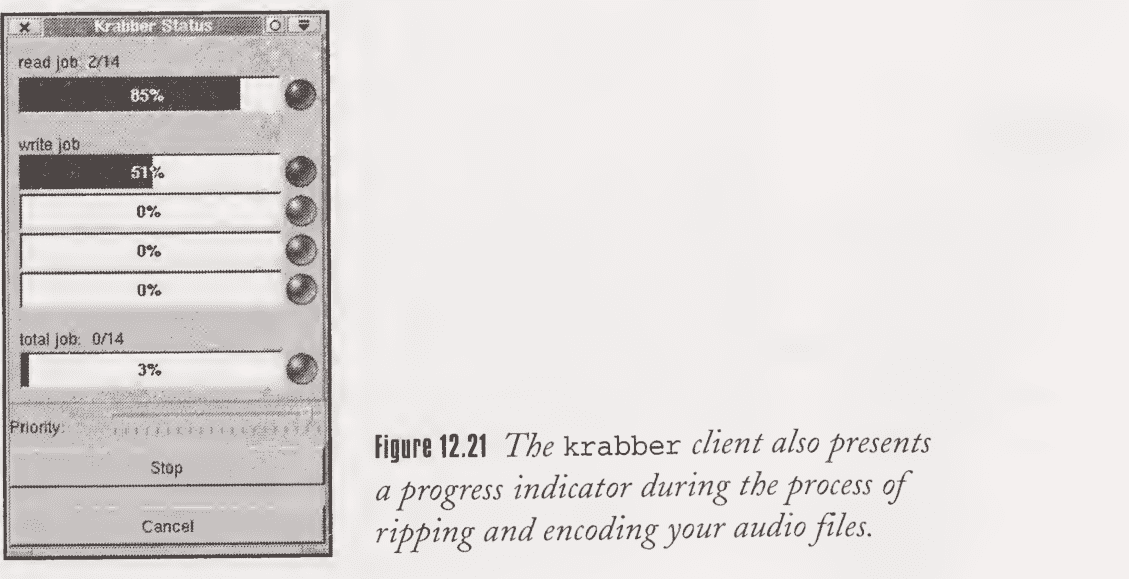 Krabber Status
read job: 2/14
85%
write job
51%
0%
0%
0%
total job: 0/14
3%
Priority:
Stop
Cancel
Figure 12.21 The krabber client also presents
a progress indicator during the process of
ripping and encoding your audio files.